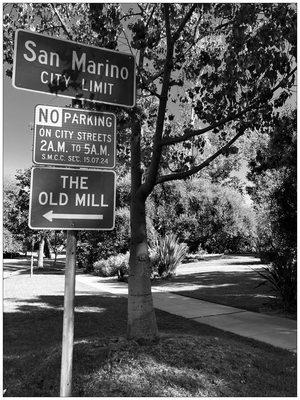 San Marino
CITY LIMIT
NO PARKING
ON CITY STREETS
2A.M. TO 5A.M.
S.M.C.C. SEC. 15.07.24
THE
OLD MILL